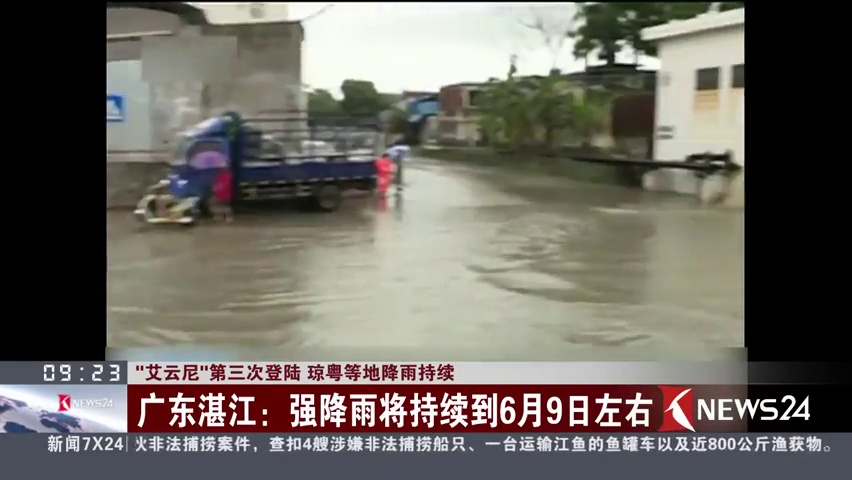 09:23
"艾云尼"第三次登陆 琼粤等地降雨持续
NEWS24
广东湛江：强降雨将持续到6月9日左右
NEWS24
新闻7X24
伙非法捕捞案件，查扣4艘涉嫌非法捕捞船只、一台运输江鱼的鱼罐车以及近800公斤渔获物。